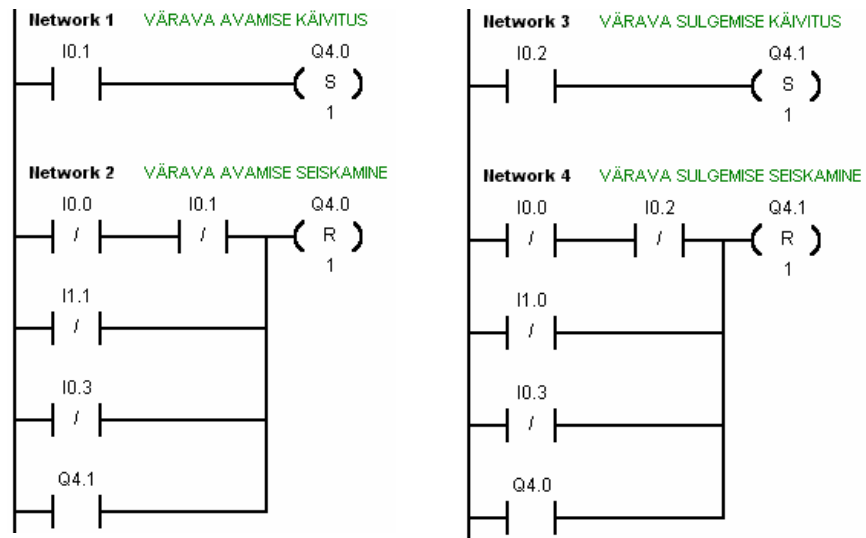 Network 1 VÄRAVA AVAMISE KÄIVITUS
I0.1 Q4.0
S
1
Network 2 VÄRAVA AVAMISE SEISKAMINE
I0.0 I0.1 Q4.0
/ / R
1
I1.1
/
I0.3
/
Q4.1
Network 3 VÄRAVA SULGEMISE KÄIVITUS
I0.2 Q4.1
S
1
Network 4 VÄRAVA SULGEMISE SEISKAMINE
I0.0 I0.2 Q4.1
/ / R
1
I1.0
/
I0.3
/
Q4.0